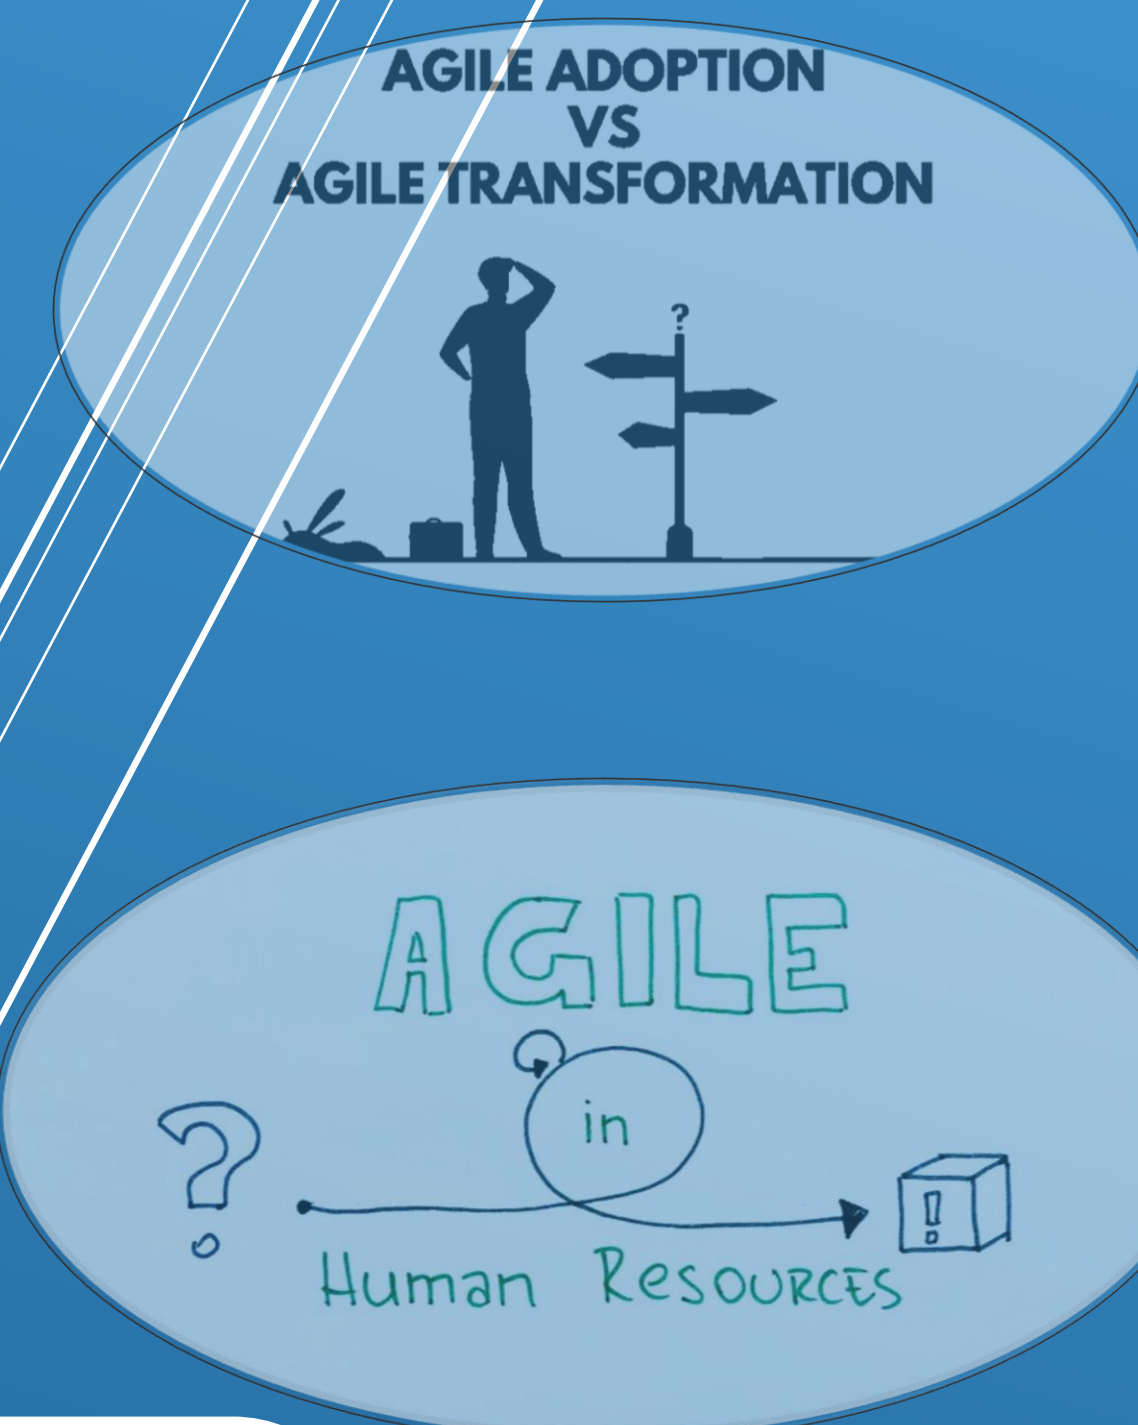 AGILE ADOPTION
VS
AGILE TRANSFORMATION
?
AGILE
in
?
!
Human RESOURCES